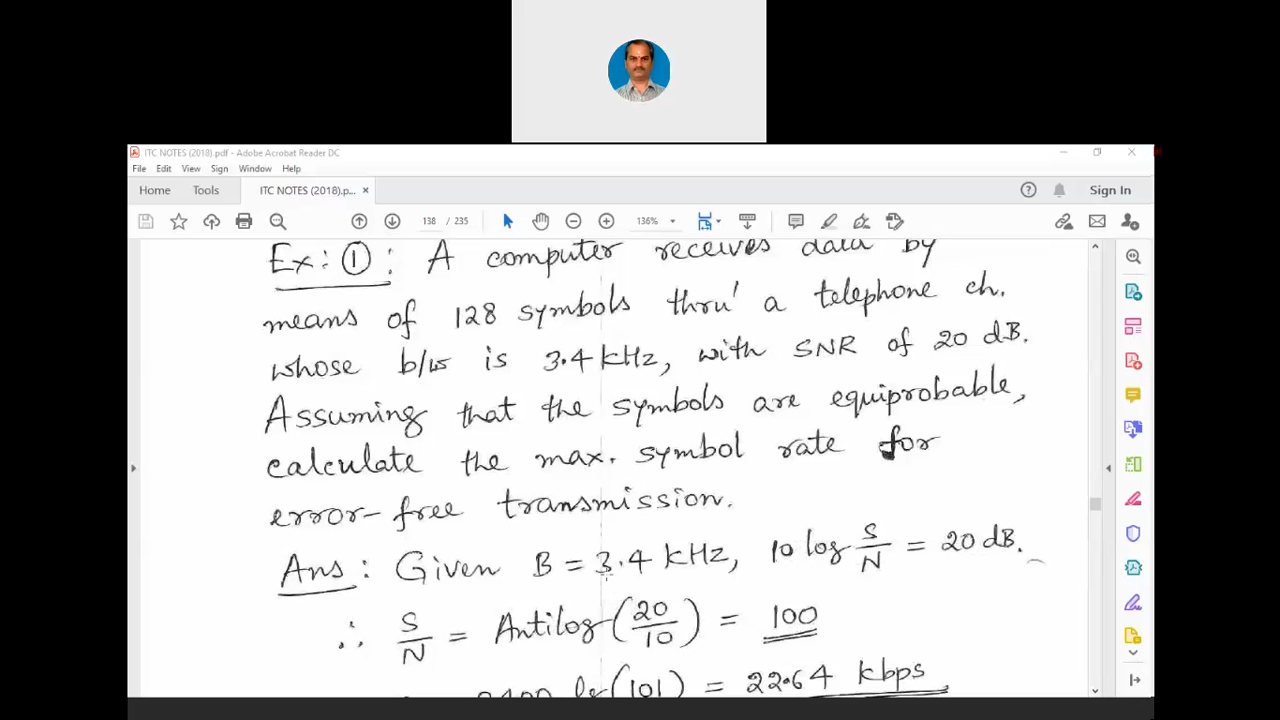 ITC NOTES (2018).pdf - Adobe Acrobat Reader DC
File Edit View Sign Window Help
Home Tools ITC NOTES (2018).p... × Sign In
138 / 235 136%
Ex: ① : A computer receives data by
means of 128 symbols thru' a telephone ch.
whose b/w is 3.4 kHz, with SNR of 20 dB.
Assuming that the symbols are equiprobable,
calculate the max. symbol rate for
error-free transmission.
Ans : Given B = 3.4 kHz, 10 log S/N = 20 dB.
∴ S/N = Antilog (20/10) = 100
(101) = 22.64 kbps